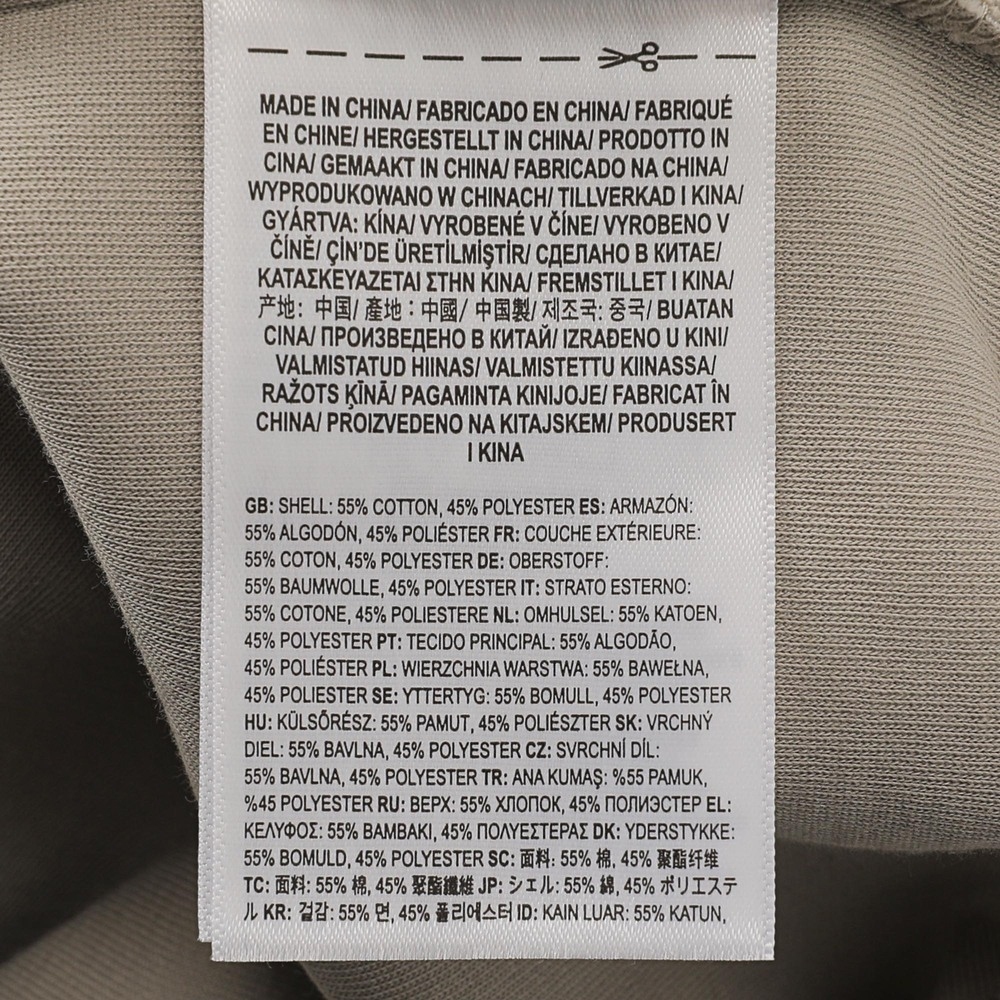 MADE IN CHINA/ FABRICADO EN CHINA/ FABRIQUÉ
EN CHINE/ HERGESTELLT IN CHINA/ PRODOTTO IN
CINA/ GEMAAKT IN CHINA/ FABRICADO NA CHINA/
WYPRODUKOWANO W CHINACH/ TILLVERKAD I KINA/
GYÁRTVA: KÍNA/ VYROBENÉ V ČÍNE/ VYROBENO V
ČÍNĚ/ ÇİN'DE ÜRETİLMİŞTİR/ СДЕЛАНО В КИТАЕ/
ΚΑΤΑΣΚΕΥΑΖΕΤΑΙ ΣΤΗΝ ΚΙΝΑ/ FREMSTILLET I KINA/
产地: 中国/ 產地：中國/ 中国製/ 제조국: 중국/ BUATAN
CINA/ ПРОИЗВЕДЕНО В КИТАЙ/ IZRAĐENO U KINI/
VALMISTATUD HIINAS/ VALMISTETTU KIINASSA/
RAŽOTS ĶĪNĀ/ PAGAMINTA KINIJOJE/ FABRICAT ÎN
CHINA/ PROIZVEDENO NA KITAJSKEM/ PRODUSERT
I KINA
GB: SHELL: 55% COTTON, 45% POLYESTER ES: ARMAZÓN:
55% ALGODÓN, 45% POLIÉSTER FR: COUCHE EXTÉRIEURE:
55% COTON, 45% POLYESTER DE: OBERSTOFF:
55% BAUMWOLLE, 45% POLYESTER IT: STRATO ESTERNO:
55% COTONE, 45% POLIESTERE NL: OMHULSEL: 55% KATOEN,
45% POLYESTER PT: TECIDO PRINCIPAL: 55% ALGODÃO,
45% POLIÉSTER PL: WIERZCHNIA WARSTWA: 55% BAWEŁNA,
45% POLIESTER SE: YTTERTYG: 55% BOMULL, 45% POLYESTER
HU: KÜLSŐRÉSZ: 55% PAMUT, 45% POLIÉSZTER SK: VRCHNÝ
DIEL: 55% BAVLNA, 45% POLYESTER CZ: SVRCHNÍ DÍL:
55% BAVLNA, 45% POLYESTER TR: ANA KUMAŞ: %55 PAMUK,
%45 POLYESTER RU: ВЕРХ: 55% ХЛОПОК, 45% ПОЛИЭСТЕР EL:
ΚΕΛΥΦΟΣ: 55% ΒΑΜΒΑΚΙ, 45% ΠΟΛΥΕΣΤΕΡΑΣ DK: YDERSTYKKE:
55% BOMULD, 45% POLYESTER SC: 面料: 55% 棉, 45% 聚酯纤维
TC: 面料: 55% 棉, 45% 聚酯纖維 JP: シェル: 55% 綿, 45% ポリエステ
ル KR: 겉감: 55% 면, 45% 폴리에스터 ID: KAIN LUAR: 55% KATUN,